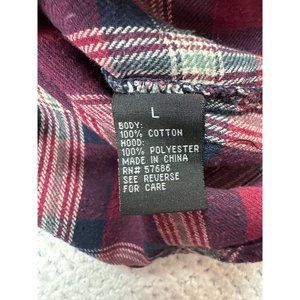 L
BODY:
100% COTTON
HOOD:
100% POLYESTER
MADE IN CHINA
RN# 57686
SEE REVERSE
FOR CARE